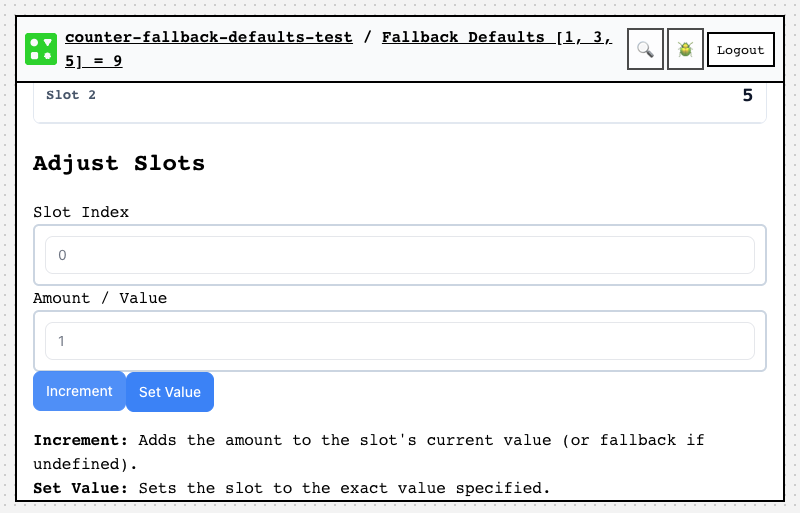 counter-fallback-defaults-test / Fallback Defaults [1, 3,
5] = 9
Logout
Slot 2
5
Adjust Slots
Slot Index
0
Amount / Value
1
Increment
Set Value
Increment: Adds the amount to the slot's current value (or fallback if
undefined).
Set Value: Sets the slot to the exact value specified.